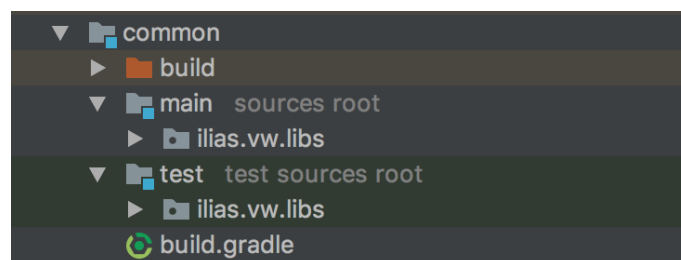 common
build
main sources root
ilias.vw.libs
test test sources root
ilias.vw.libs
build.gradle